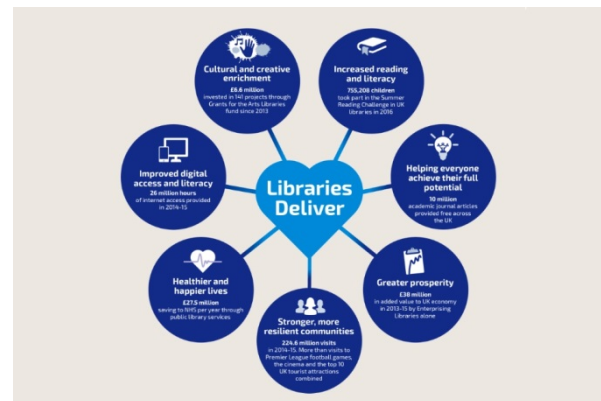 Cultural and creative
enrichment
£6.6 million
invested in 141 projects through
Grants for the Arts Libraries
fund since 2013
Increased reading
and literacy
755,208 children
took part in the Summer
Reading Challenge in UK
libraries in 2016
Improved digital
access and literacy
26 million hours
of internet access provided
in 2014-15
Libraries
Deliver
Helping everyone
achieve their full
potential
10 million
academic journal articles
provided free across
the UK
Healthier and
happier lives
£27.5 million
saving to NHS per year through
public library services
Greater prosperity
£38 million
in added value to UK economy
in 2013-15 by Enterprising
Libraries alone
Stronger, more
resilient communities
224.6 million visits
in 2014-15. More than visits to
Premier League football games,
the cinema and the top 10
UK tourist attractions
combined